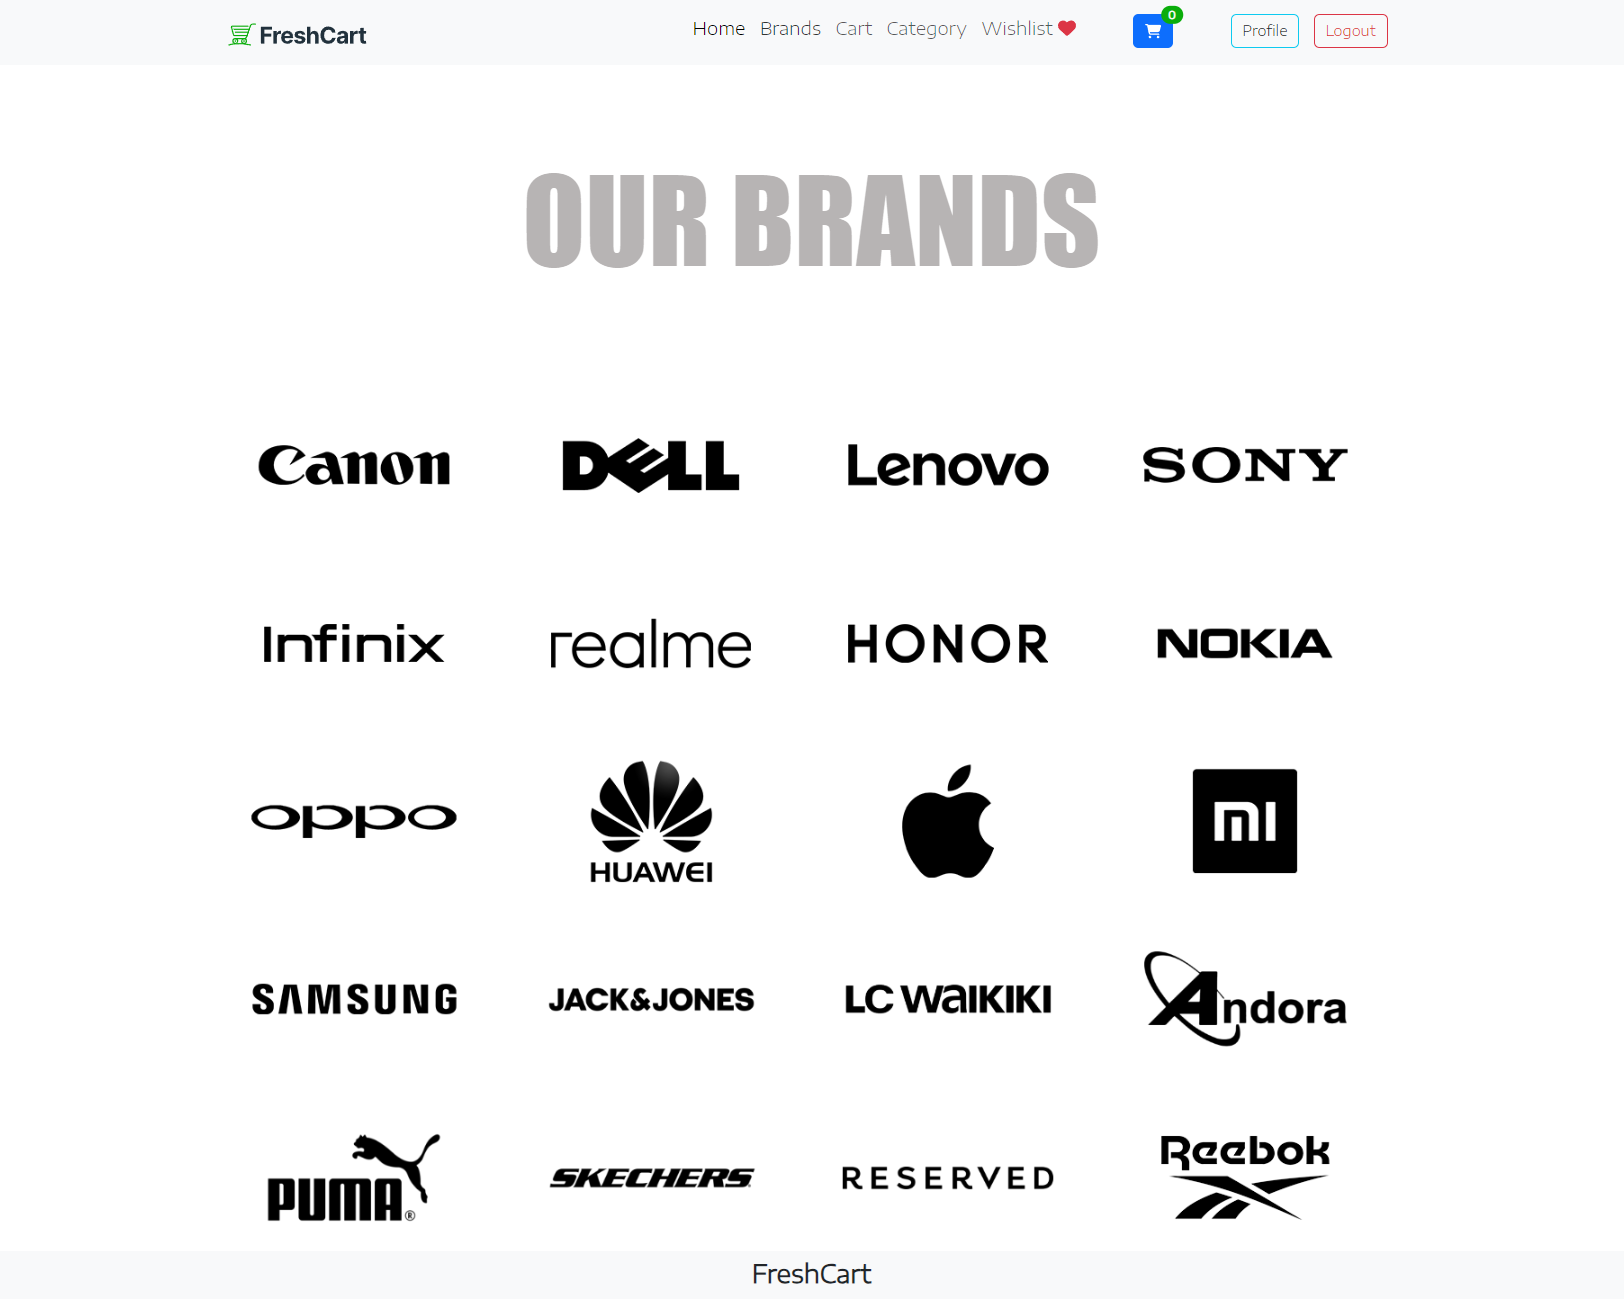 FreshCart Home Brands Cart Category Wishlist 0 Profile Logout
OUR BRANDS
Canon DELL Lenovo SONY
Infinix realme HONOR NOKIA
oppo HUAWEI mi
SAMSUNG JACK&JONES LC WAIKIKI Andora
PUMA® SKECHERS RESERVED Reebok
FreshCart